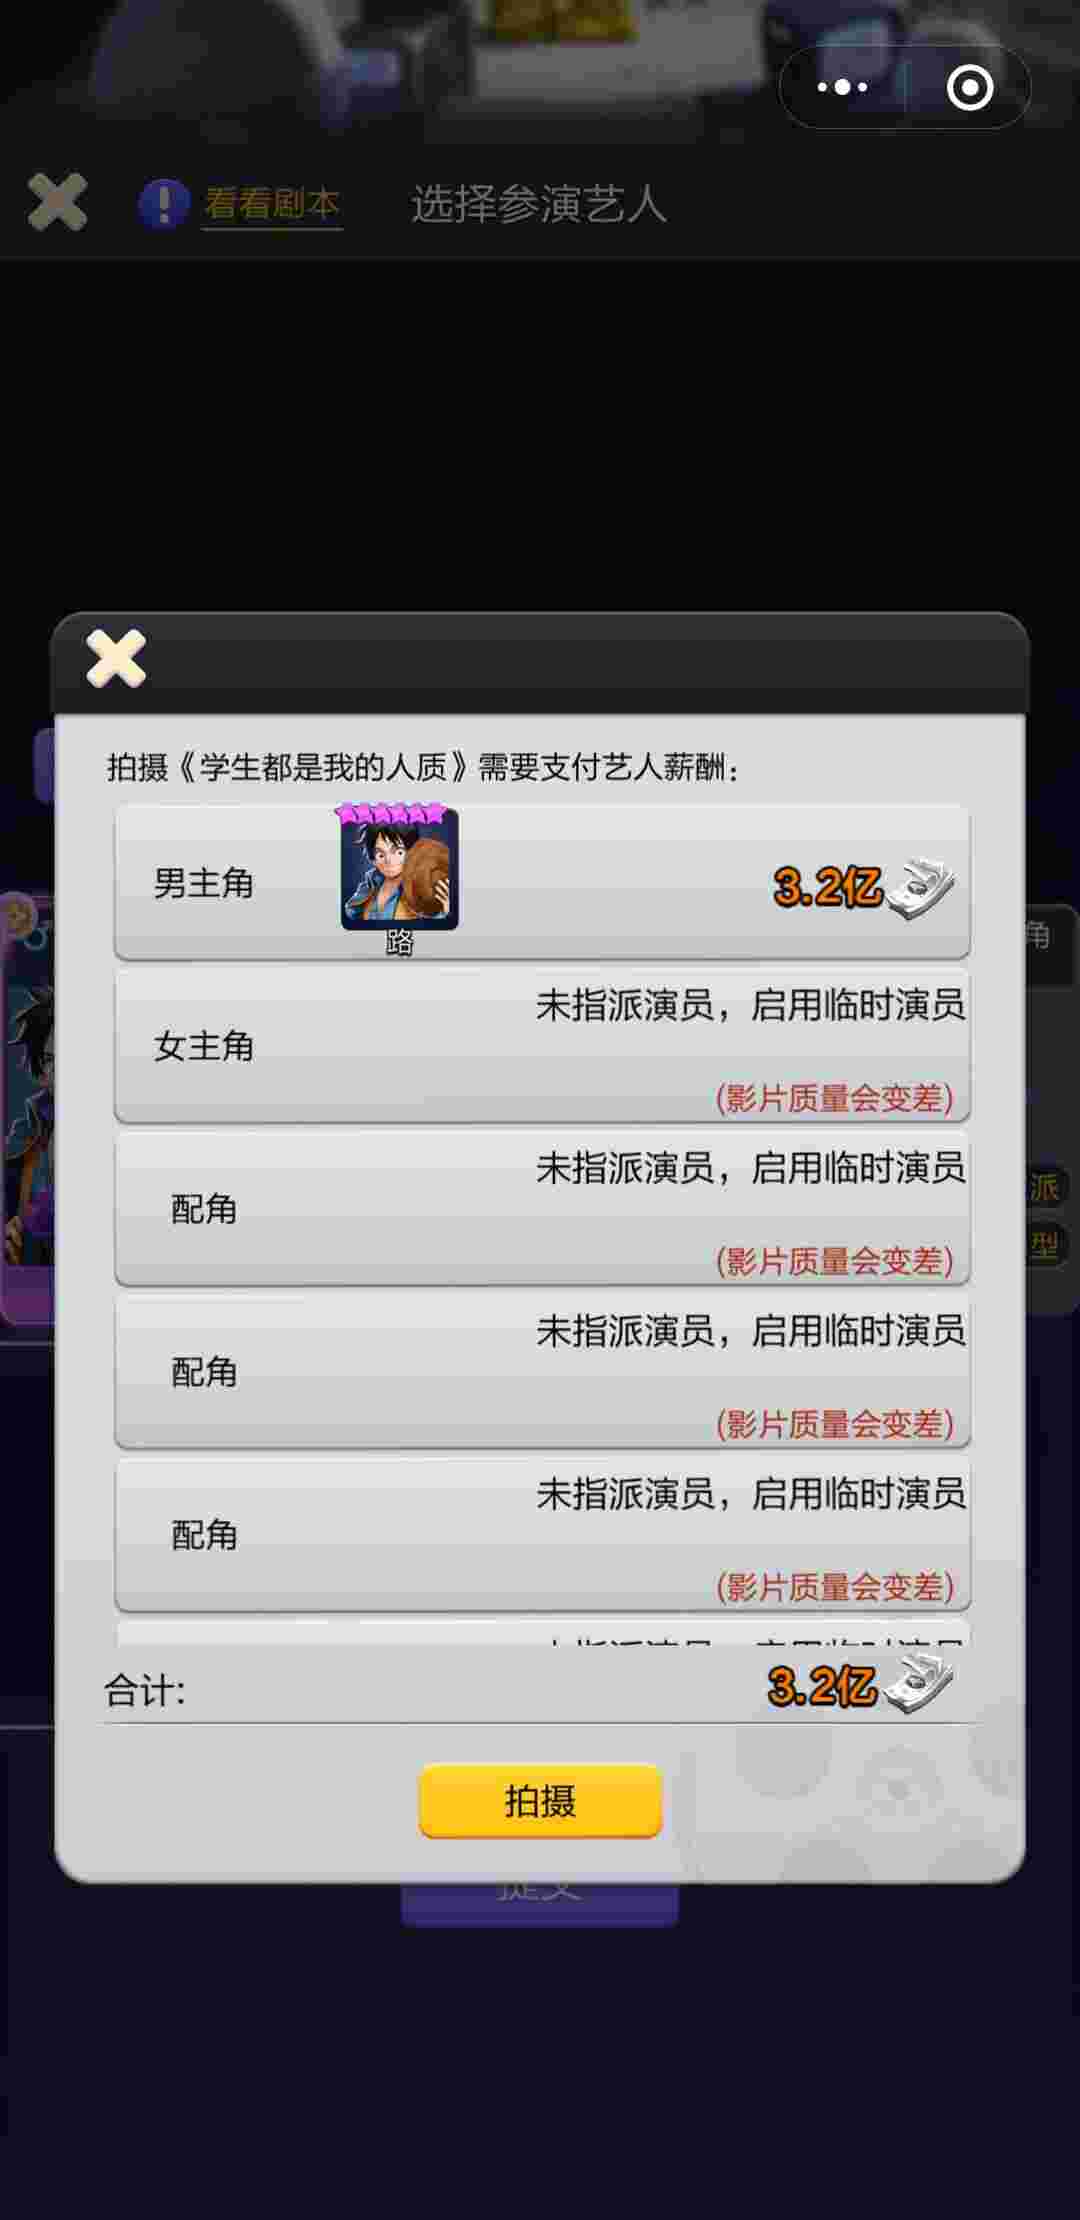 看看剧本
选择参演艺人
拍摄《学生都是我的人质》需要支付艺人薪酬：
男主角
路
3.2亿
女主角
未指派演员，启用临时演员
(影片质量会变差)
配角
未指派演员，启用临时演员
(影片质量会变差)
配角
未指派演员，启用临时演员
(影片质量会变差)
配角
未指派演员，启用临时演员
(影片质量会变差)
合计:
3.2亿
拍摄
角
派
型